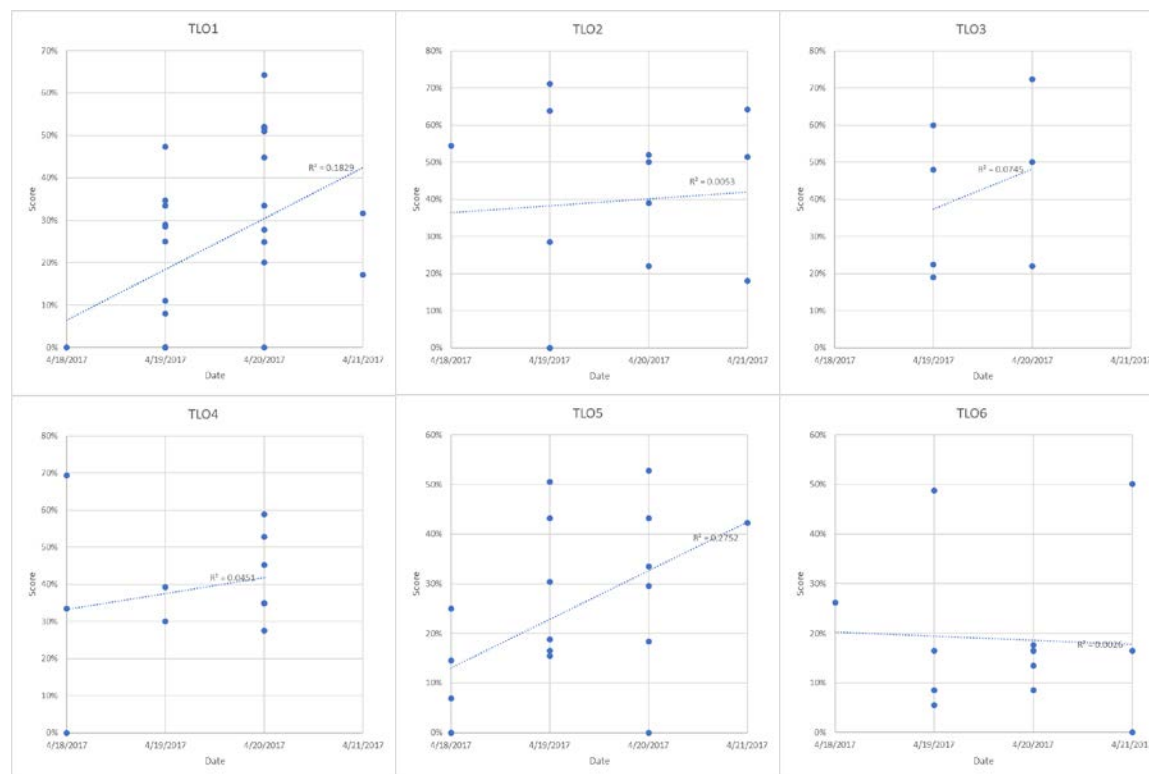 TLO1
70%
60%
50%
40%
30%
20%
10%
0%
Score
R² = 0.1829
4/18/2017 4/19/2017 4/20/2017 4/21/2017
Date
TLO2
80%
70%
60%
50%
40%
30%
20%
10%
0%
Score
R² = 0.0053
4/18/2017 4/19/2017 4/20/2017 4/21/2017
Date
TLO3
80%
70%
60%
50%
40%
30%
20%
10%
0%
Score
R² = 0.0745
4/18/2017 4/19/2017 4/20/2017 4/21/2017
Date
TLO4
80%
70%
60%
50%
40%
30%
20%
10%
0%
Score
R² = 0.0451
4/18/2017 4/19/2017 4/20/2017 4/21/2017
Date
TLO5
60%
50%
40%
30%
20%
10%
0%
Score
R² = 0.2752
4/18/2017 4/19/2017 4/20/2017 4/21/2017
Date
TLO6
60%
50%
40%
30%
20%
10%
0%
Score
R² = 0.0026
4/18/2017 4/19/2017 4/20/2017 4/21/2017
Date